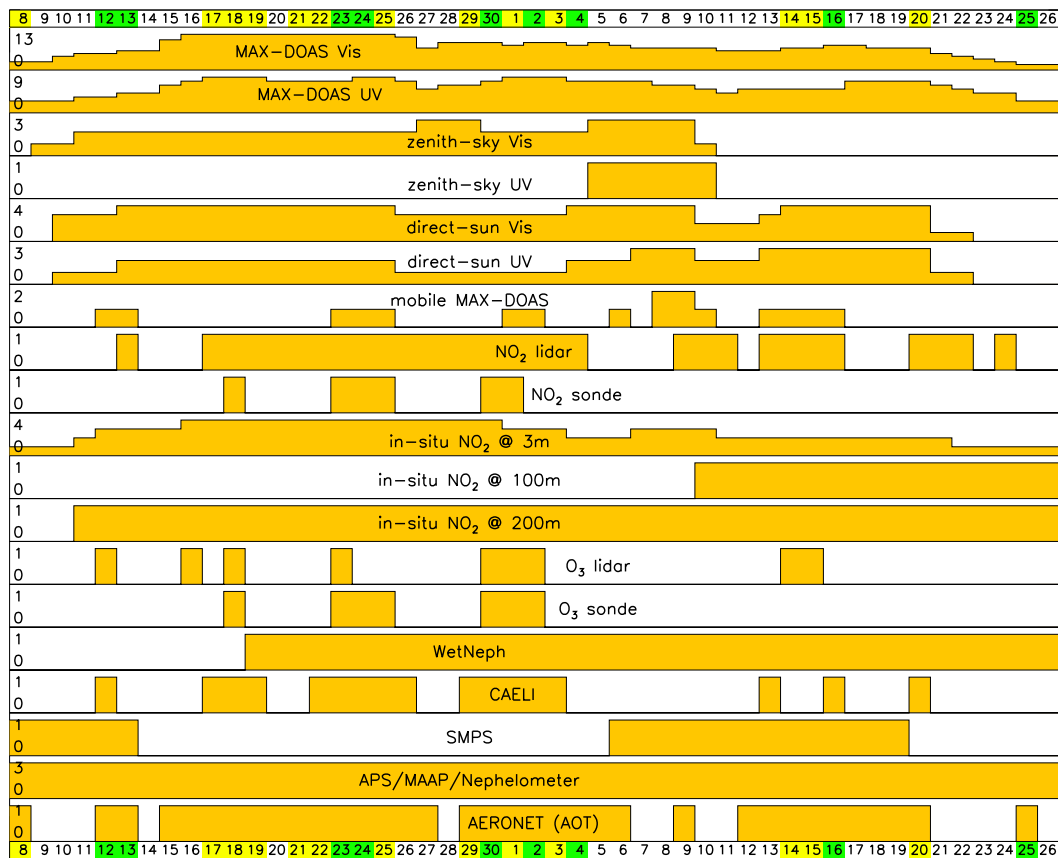 8 9 10 11 12 13 14 15 16 17 18 19 20 21 22 23 24 25 26 27 28 29 30 1 2 3 4 5 6 7 8 9 10 11 12 13 14 15 16 17 18 19 20 21 22 23 24 25 26
13
MAX-DOAS Vis
0
9
MAX-DOAS UV
0
3
zenith-sky Vis
0
1
zenith-sky UV
0
4
direct-sun Vis
0
3
direct-sun UV
0
2
mobile MAX-DOAS
0
1
NO₂ lidar
0
1
NO₂ sonde
0
4
in-situ NO₂ @ 3m
0
1
in-situ NO₂ @ 100m
0
1
in-situ NO₂ @ 200m
0
1
O₃ lidar
0
1
O₃ sonde
0
1
WetNeph
0
1
CAELI
0
1
SMPS
0
3
APS/MAAP/Nephelometer
0
1
AERONET (AOT)
0
8 9 10 11 12 13 14 15 16 17 18 19 20 21 22 23 24 25 26 27 28 29 30 1 2 3 4 5 6 7 8 9 10 11 12 13 14 15 16 17 18 19 20 21 22 23 24 25 26